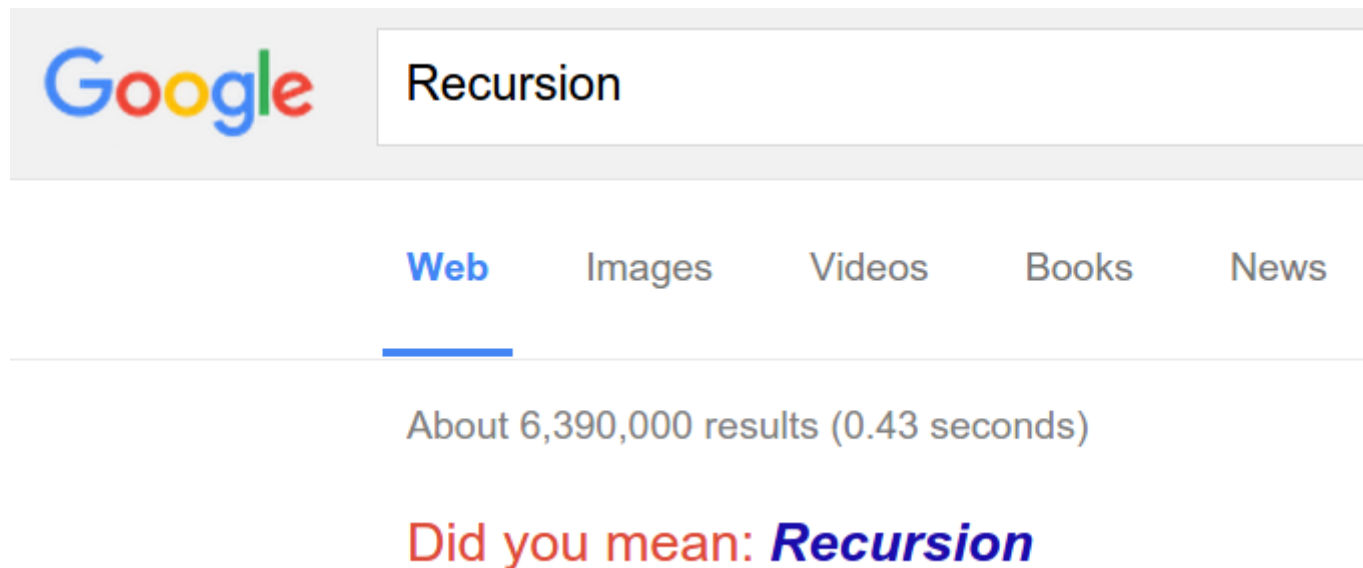 Google Recursion
Web Images Videos Books News
About 6,390,000 results (0.43 seconds)
Did you mean: Recursion